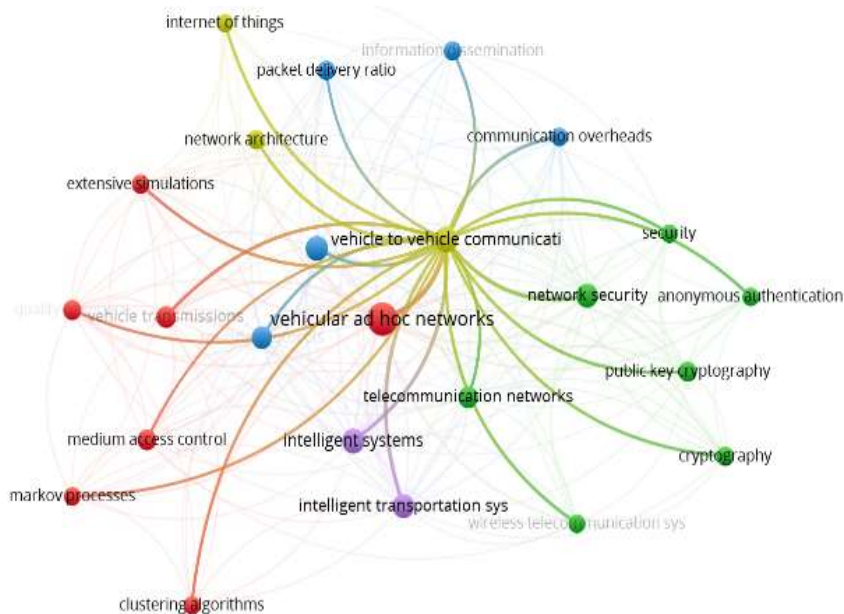 internet of things
information dissemination
packet delivery ratio
communication overheads
network architecture
extensive simulations
security
vehicle to vehicle communicati
network security
anonymous authentication
vehicle transmissions
vehicular ad hoc networks
public key cryptography
telecommunication networks
medium access control
intelligent systems
cryptography
markov processes
intelligent transportation sys
wireless telecommunication sys
clustering algorithms